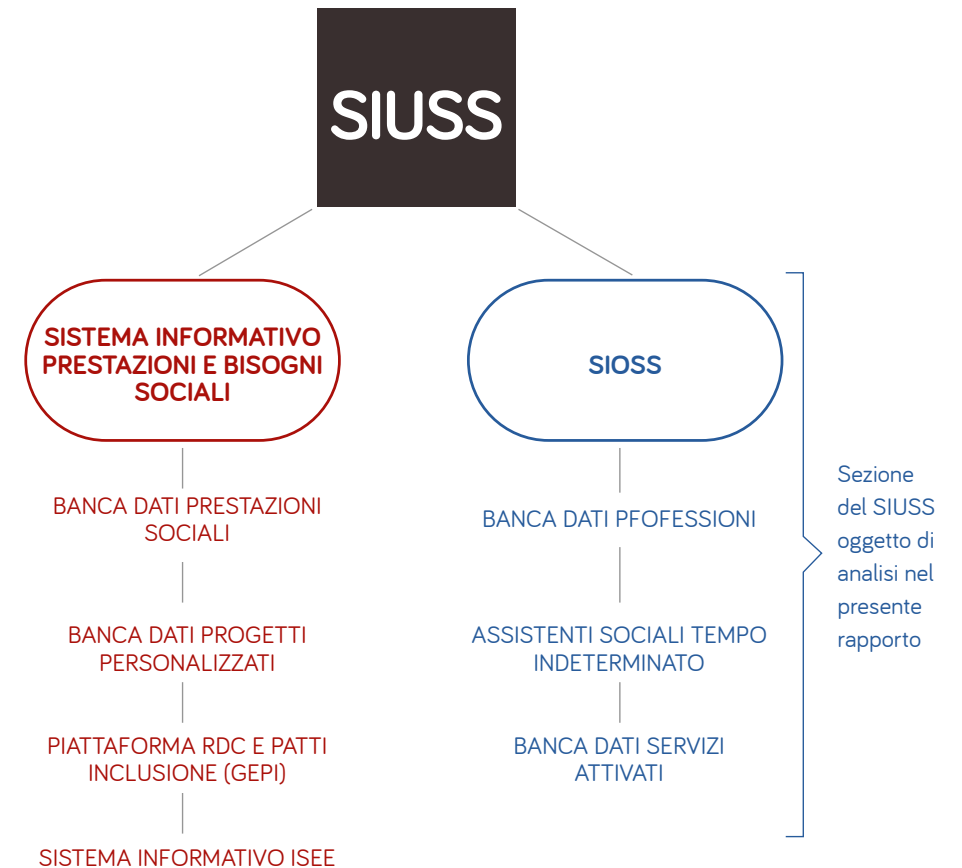 SIUSS
SISTEMA INFORMATIVO
PRESTAZIONI E BISOGNI
SOCIALI
BANCA DATI PRESTAZIONI
SOCIALI
BANCA DATI PROGETTI
PERSONALIZZATI
PIATTAFORMA RDC E PATTI
INCLUSIONE (GEPI)
SISTEMA INFORMATIVO ISEE
SIOSS
BANCA DATI PFOFESSIONI
ASSISTENTI SOCIALI TEMPO
INDETERMINATO
BANCA DATI SERVIZI
ATTIVATI
Sezione
del SIUSS
oggetto di
analisi nel
presente
rapporto